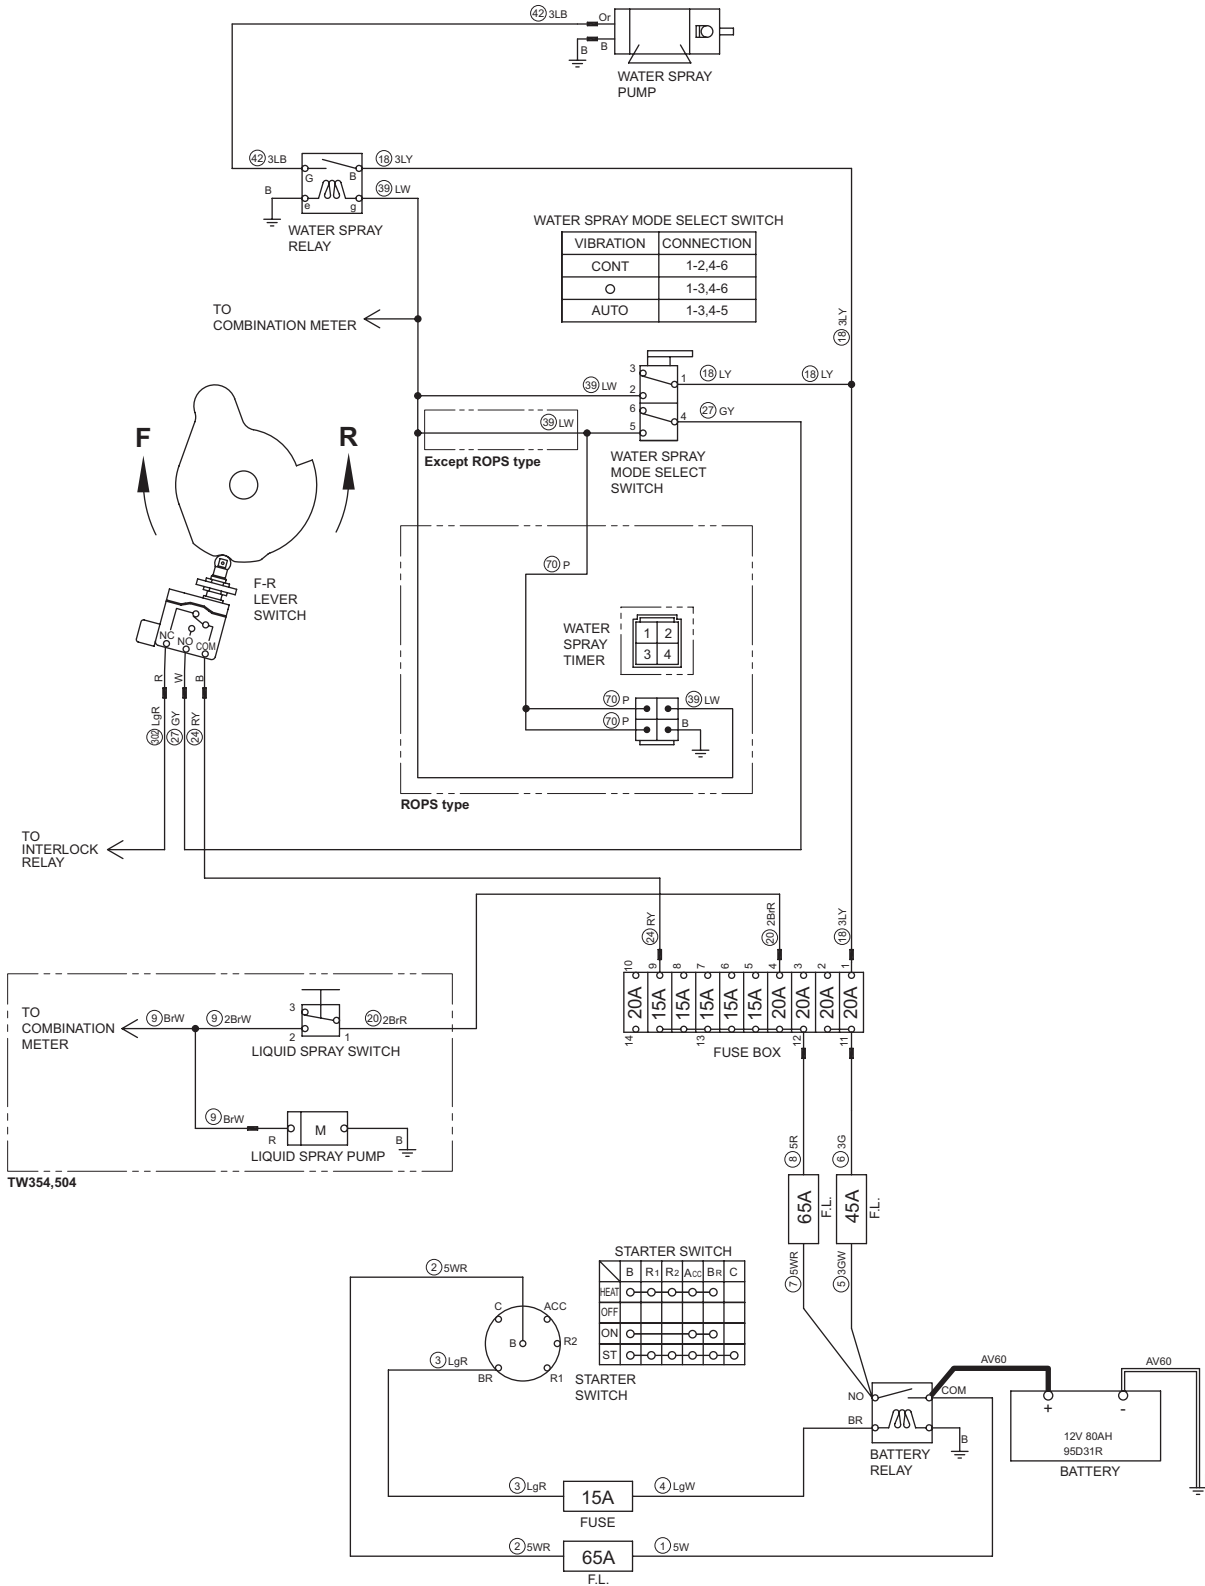 42 3LB
Or
B
B
WATER SPRAY
PUMP
42 3LB
18 3LY
G
B
B
39 LW
e
g
WATER SPRAY
RELAY
WATER SPRAY MODE SELECT SWITCH
VIBRATION CONNECTION
CONT 1-2,4-6
O 1-3,4-6
AUTO 1-3,4-5
TO
COMBINATION METER
18 3LY
3
1
18 LY
18 LY
39 LW
2
6
4
27 GY
39 LW
5
Except ROPS type
WATER SPRAY
MODE SELECT
SWITCH
F
R
F-R
LEVER
SWITCH
NC
NO
COM
70 P
WATER
SPRAY
TIMER
1 2
3 4
70 P
39 LW
70 P
B
ROPS type
R
W
B
302 LgR
27 GY
24 RY
TO
INTERLOCK
RELAY
24 RY
20 2BrR
18 3LY
10 9 8 7 6 5 4 3 2 1
20A 15A 15A 15A 15A 15A 20A 20A 20A 20A
14 13 12 11
FUSE BOX
TO
COMBINATION
METER
9 BrW
9 2BrW
3
2
1
20 2BrR
LIQUID SPRAY SWITCH
9 BrW
R
M
B
LIQUID SPRAY PUMP
TW354,504
8 5R
6 3G
65A
F.L.
45A
F.L.
7 5WR
5 3GW
STARTER SWITCH
B R1 R2 ACC BR C
HEAT
OFF
ON
ST
2 5WR
C
ACC
B
R2
BR
R1
3 LgR
STARTER
SWITCH
NO
COM
BR
B
BATTERY
RELAY
AV60
AV60
+
-
12V 80AH
95D31R
BATTERY
3 LgR
15A
4 LgW
FUSE
2 5WR
65A
1 5W
F.L.